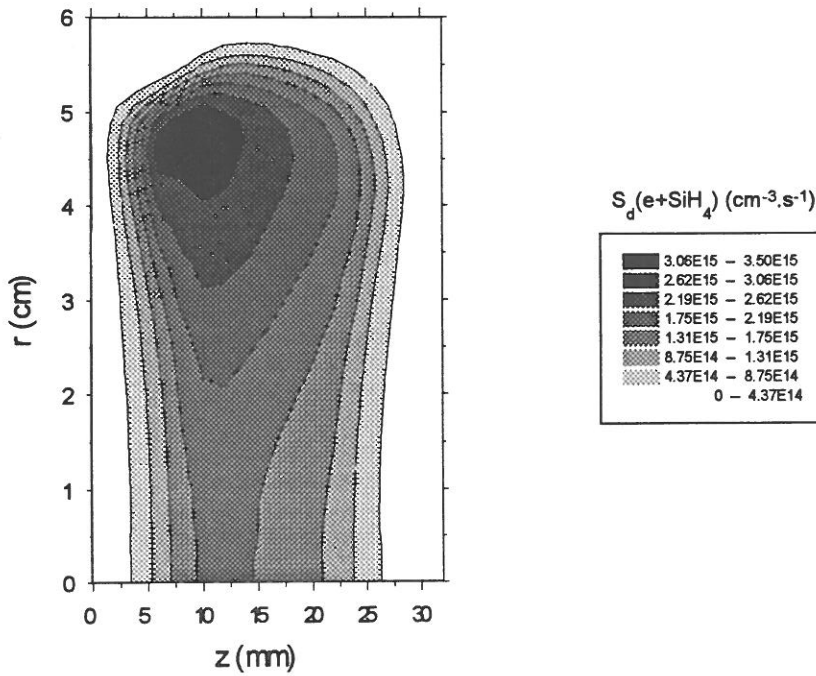 6
5
4
3
2
1
0
r (cm)
0 5 10 15 20 25 30
z (mm)
S_d(e+SiH_4) (cm^-3.s^-1)
3.06E15 – 3.50E15
2.62E15 – 3.06E15
2.19E15 – 2.62E15
1.75E15 – 2.19E15
1.31E15 – 1.75E15
8.75E14 – 1.31E15
4.37E14 – 8.75E14
0 – 4.37E14